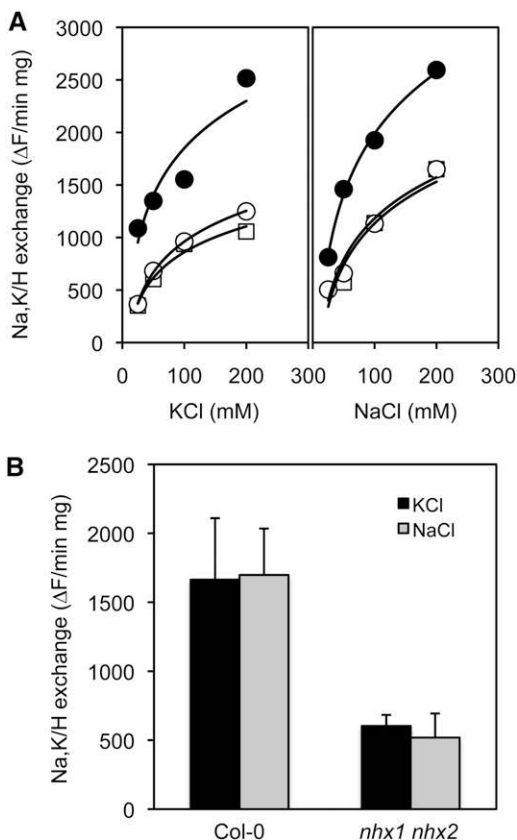 A
Na,K/H exchange (ΔF/min mg)
3000
2500
2000
1500
1000
500
0
0 100 200 300
KCl (mM)
0 100 200 300
NaCl (mM)
B
Na,K/H exchange (ΔF/min mg)
2500
2000
1500
1000
500
0
KCl
NaCl
Col-0
nhx1 nhx2